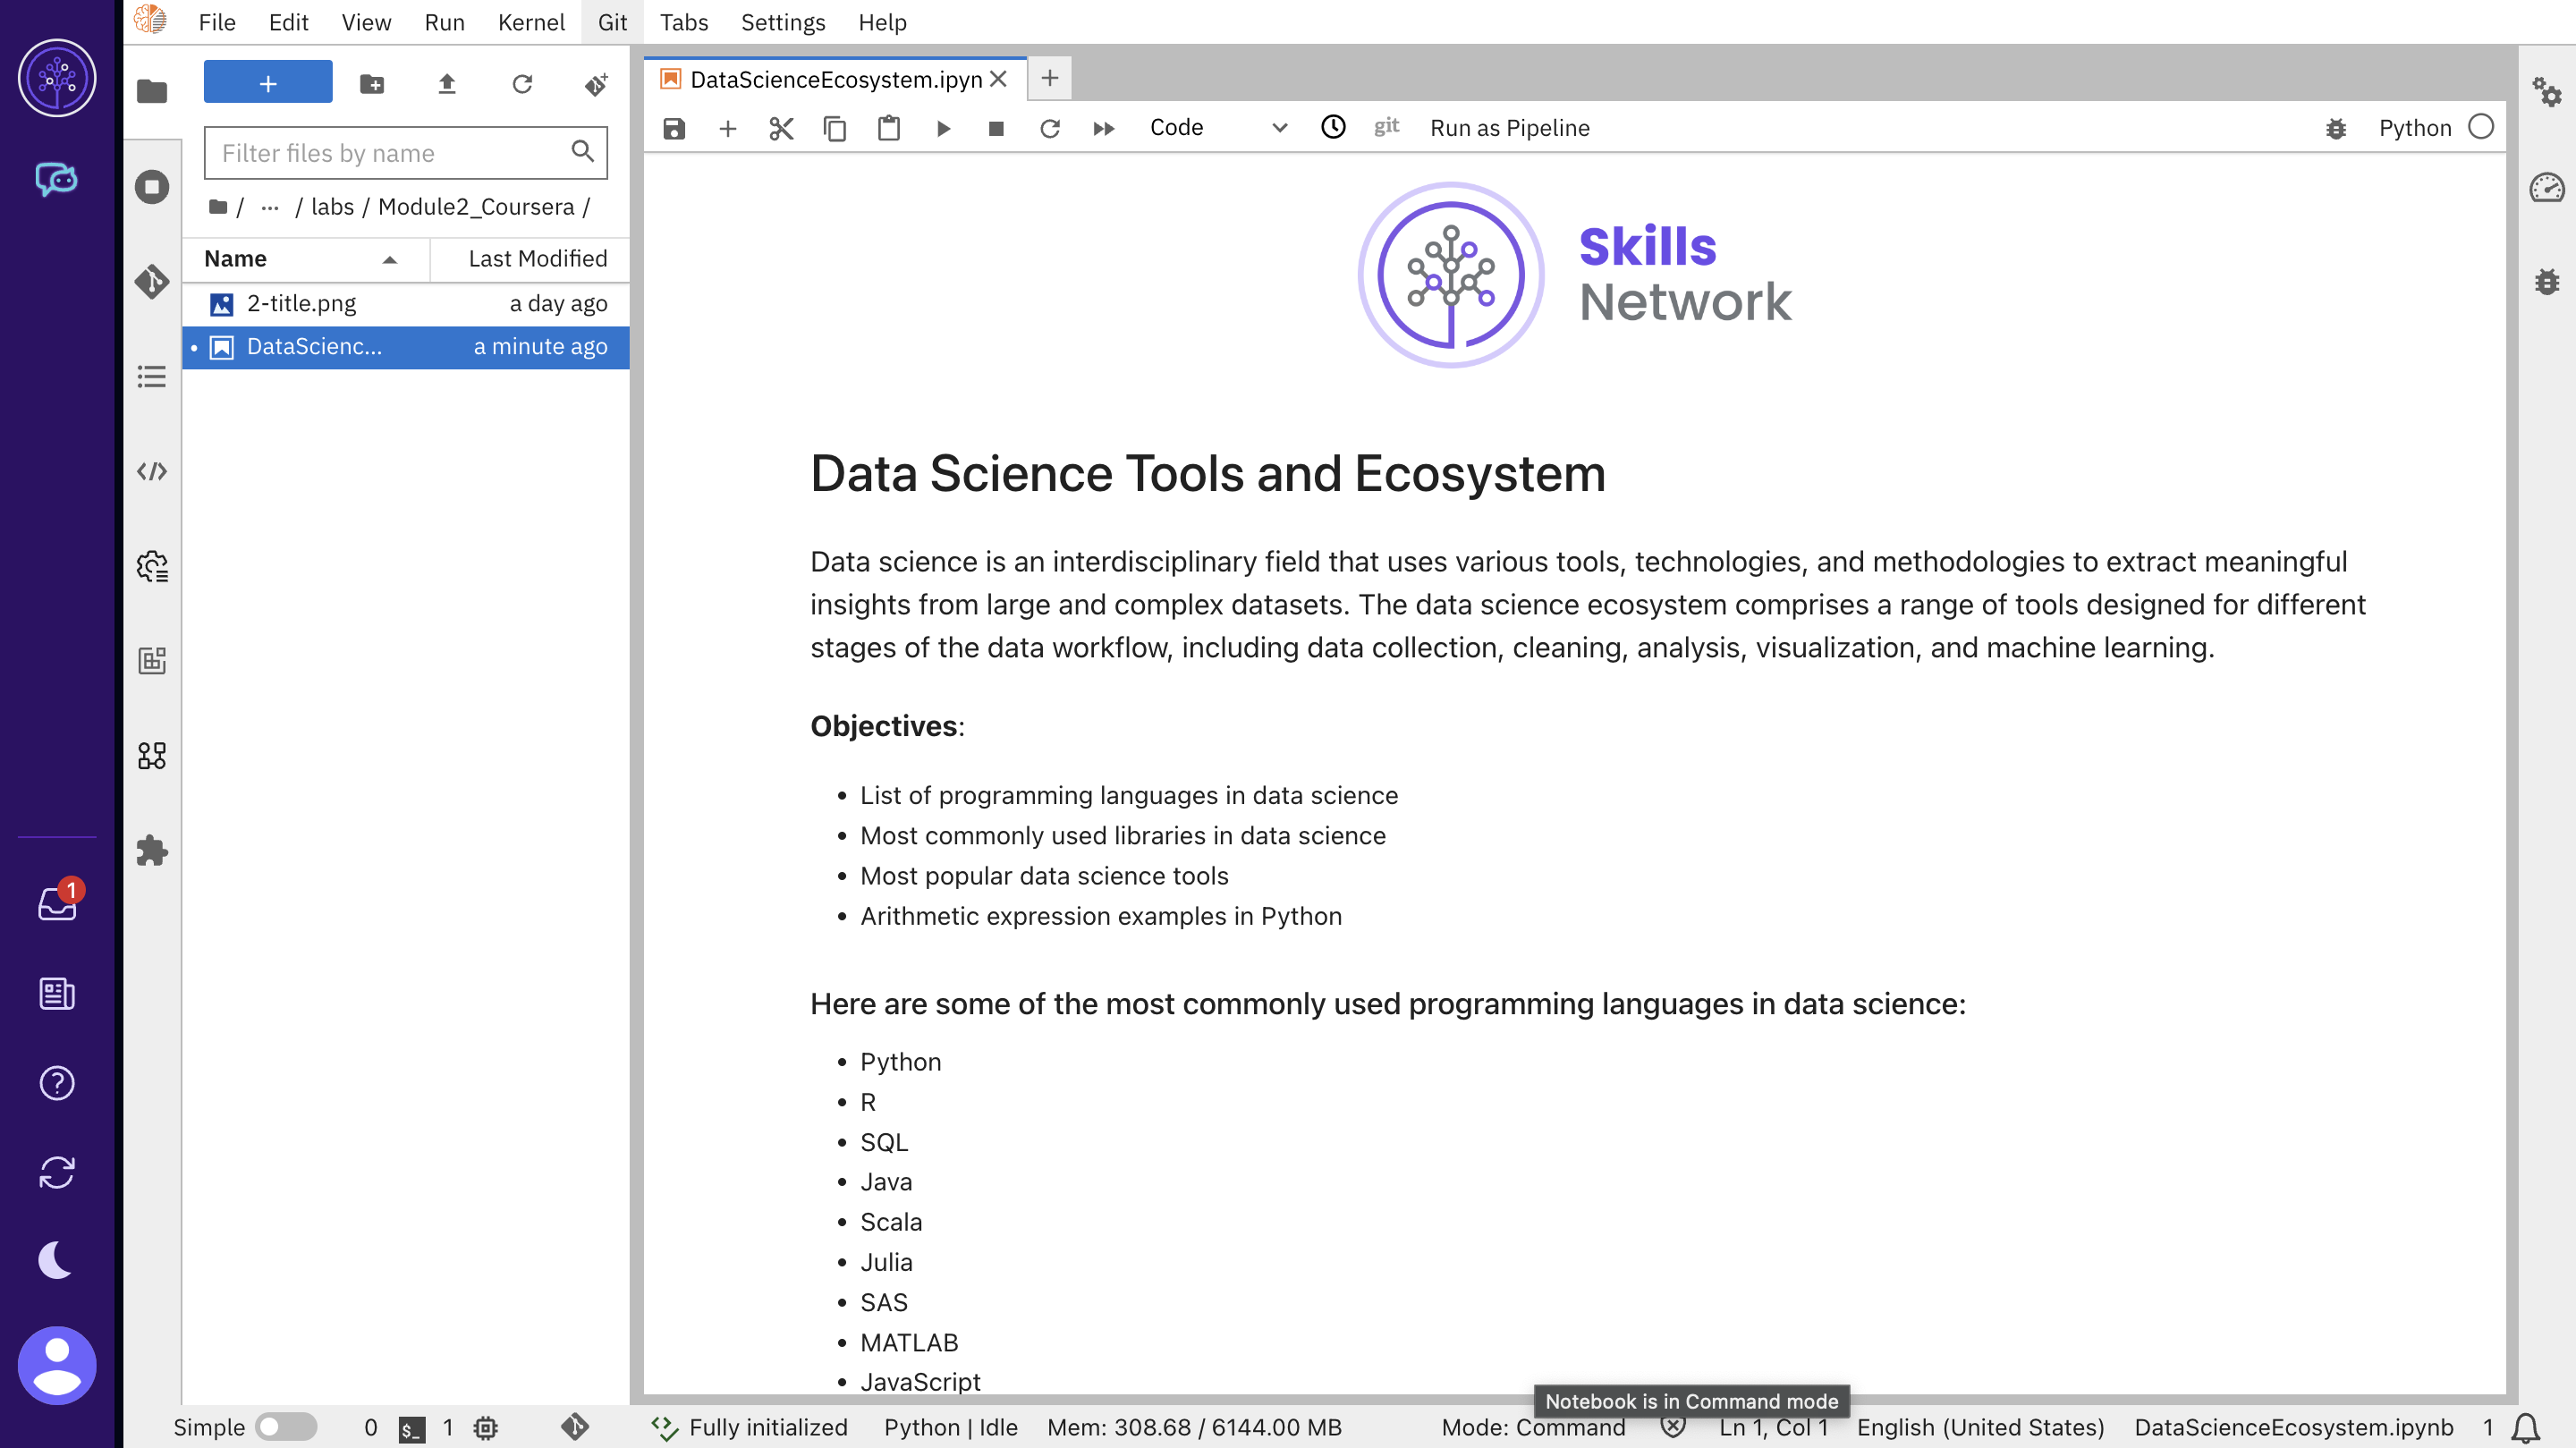 File Edit View Run Kernel Git Tabs Settings Help
+
Filter files by name
/ ... / labs / Module2_Coursera /
Name Last Modified
2-title.png a day ago
DataScienc... a minute ago
DataScienceEcosystem.ipyn
Code git Run as Pipeline Python
Skills
Network
Data Science Tools and Ecosystem
Data science is an interdisciplinary field that uses various tools, technologies, and methodologies to extract meaningful
insights from large and complex datasets. The data science ecosystem comprises a range of tools designed for different
stages of the data workflow, including data collection, cleaning, analysis, visualization, and machine learning.
Objectives:
• List of programming languages in data science
• Most commonly used libraries in data science
• Most popular data science tools
• Arithmetic expression examples in Python
Here are some of the most commonly used programming languages in data science:
• Python
• R
• SQL
• Java
• Scala
• Julia
• SAS
• MATLAB
• JavaScript
1
Notebook is in Command mode
Simple 0 $_ 1 Fully initialized Python | Idle Mem: 308.68 / 6144.00 MB Mode: Command Ln 1, Col 1 English (United States) DataScienceEcosystem.ipynb 1